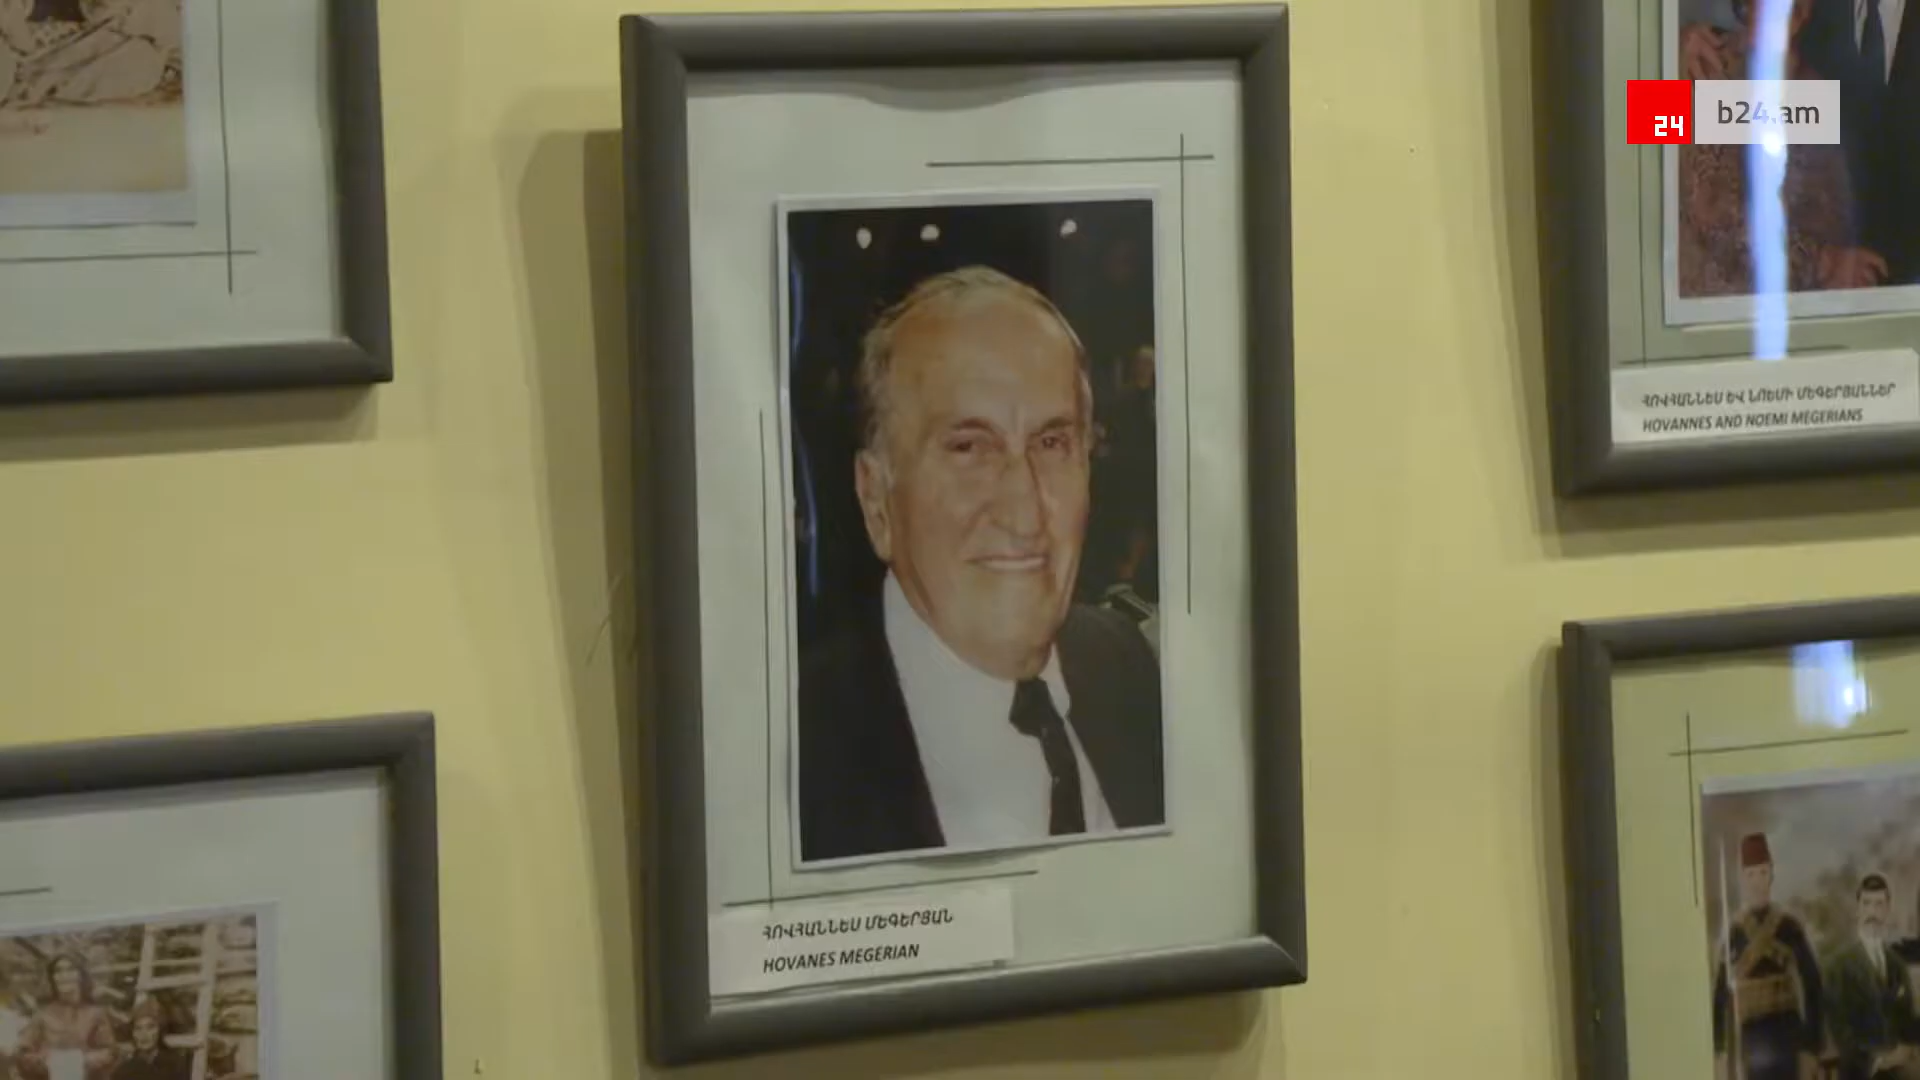 24 b24.am
ՀՈՎՀԱՆՆԵՍ ԵՎ ՆՈԵՄԻ ՄԵԳԵՐՅԱՆՆԵՐ
HOVANNES AND NOEMI MEGERIANS
ՀՈՎՀԱՆՆԵՍ ՄԵԳԵՐՅԱՆ
HOVANES MEGERIAN